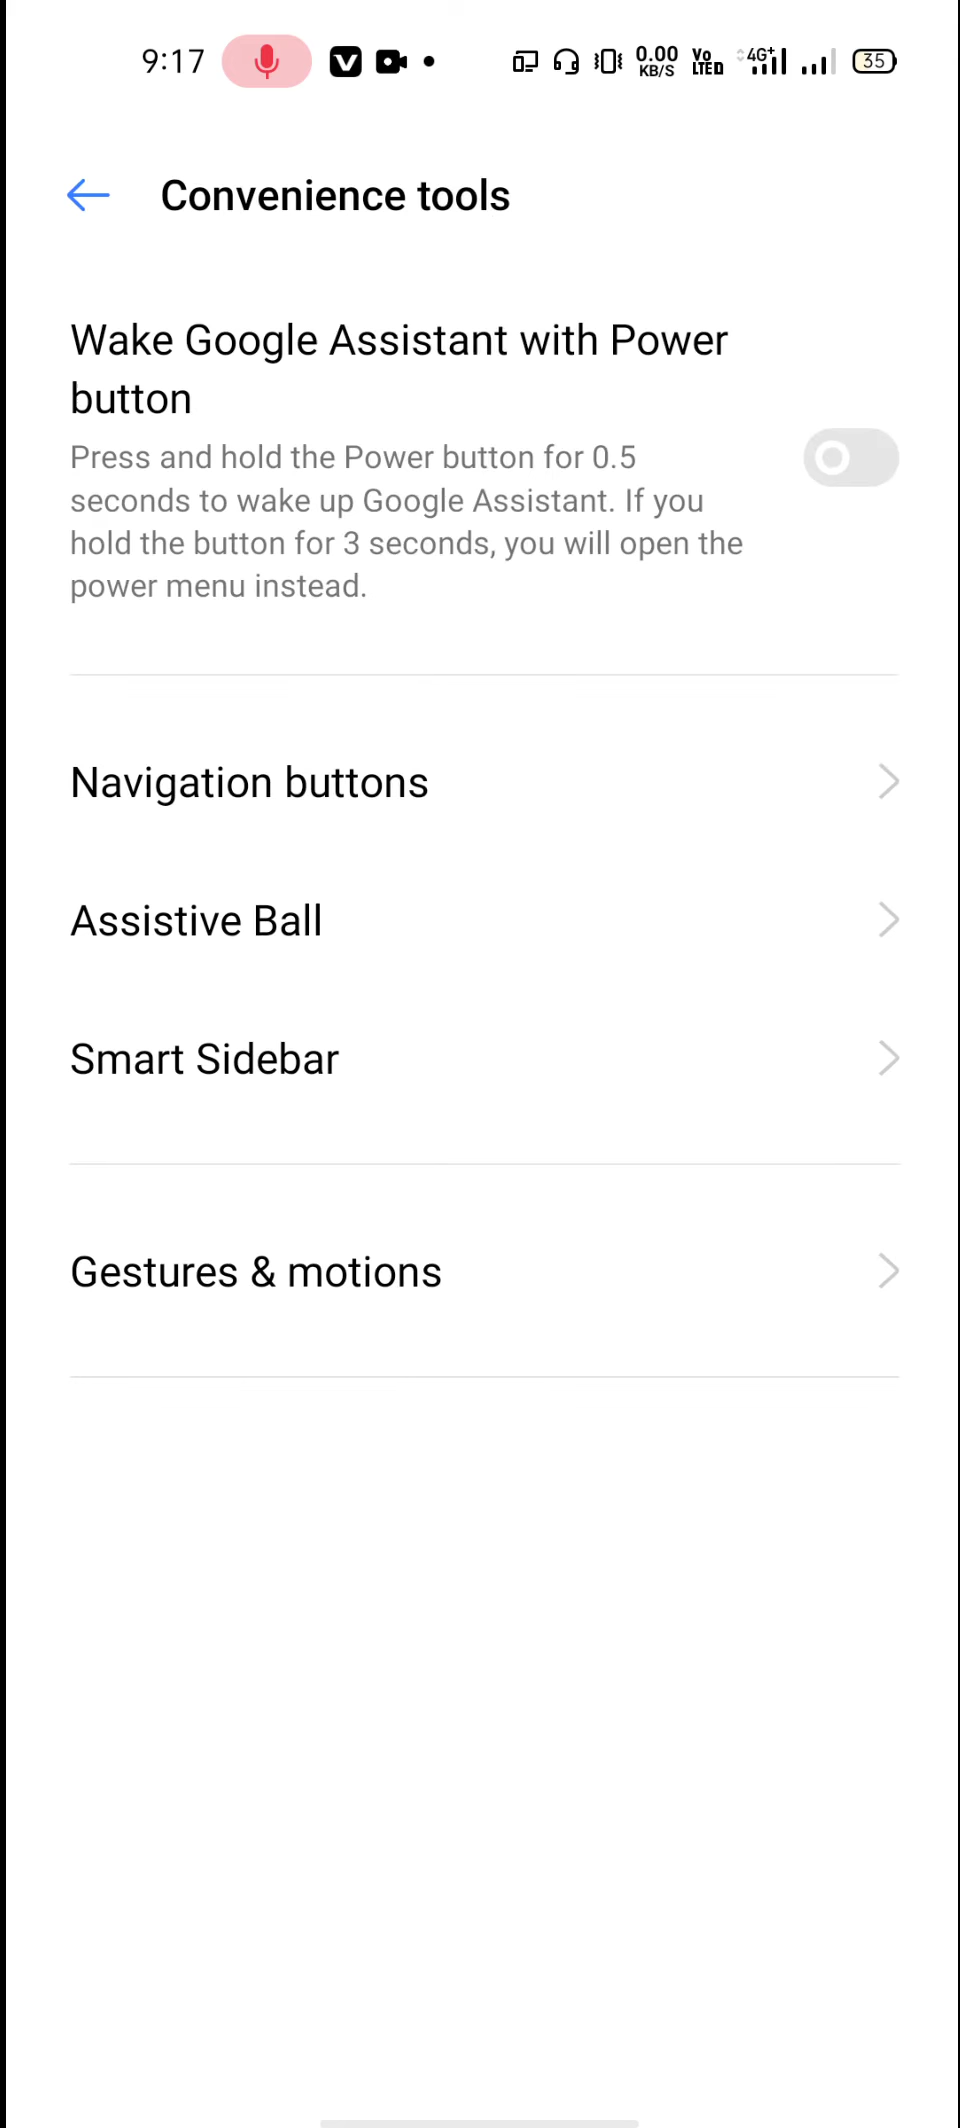 9:17 0.00 KB/S Vo LTED 4G+ 35
Convenience tools
Wake Google Assistant with Power
button
Press and hold the Power button for 0.5
seconds to wake up Google Assistant. If you
hold the button for 3 seconds, you will open the
power menu instead.
Navigation buttons
Assistive Ball
Smart Sidebar
Gestures & motions